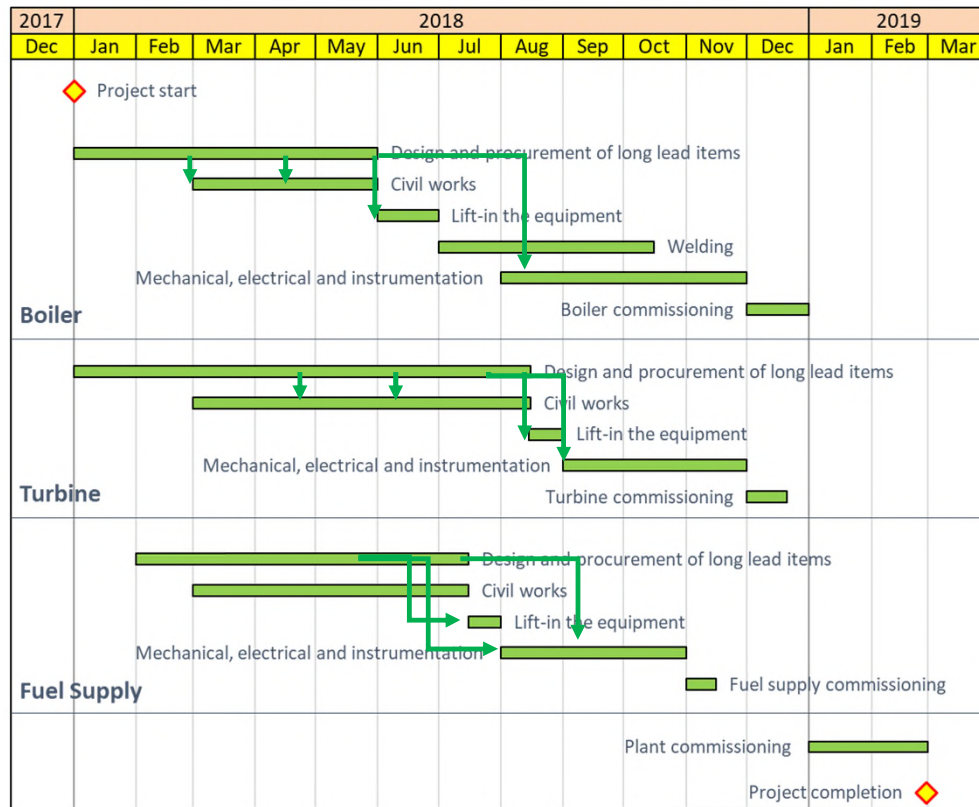 2017 2018 2019
Dec Jan Feb Mar Apr May Jun Jul Aug Sep Oct Nov Dec Jan Feb Mar
Project start
Design and procurement of long lead items
Civil works
Lift-in the equipment
Welding
Mechanical, electrical and instrumentation
Boiler commissioning
Boiler
Design and procurement of long lead items
Civil works
Lift-in the equipment
Mechanical, electrical and instrumentation
Turbine commissioning
Turbine
Design and procurement of long lead items
Civil works
Lift-in the equipment
Mechanical, electrical and instrumentation
Fuel supply commissioning
Fuel Supply
Plant commissioning
Project completion